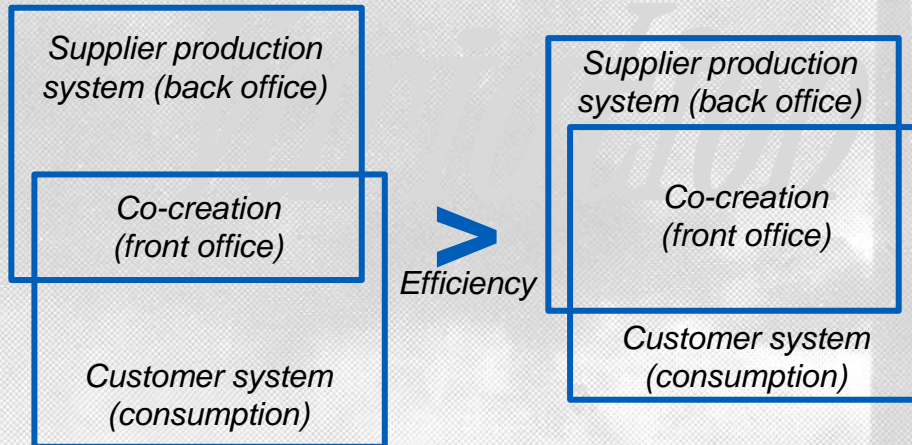 Supplier production
system (back office)
Co-creation
(front office)
Customer system
(consumption)
>
Efficiency
Supplier production
system (back office)
Co-creation
(front office)
Customer system
(consumption)